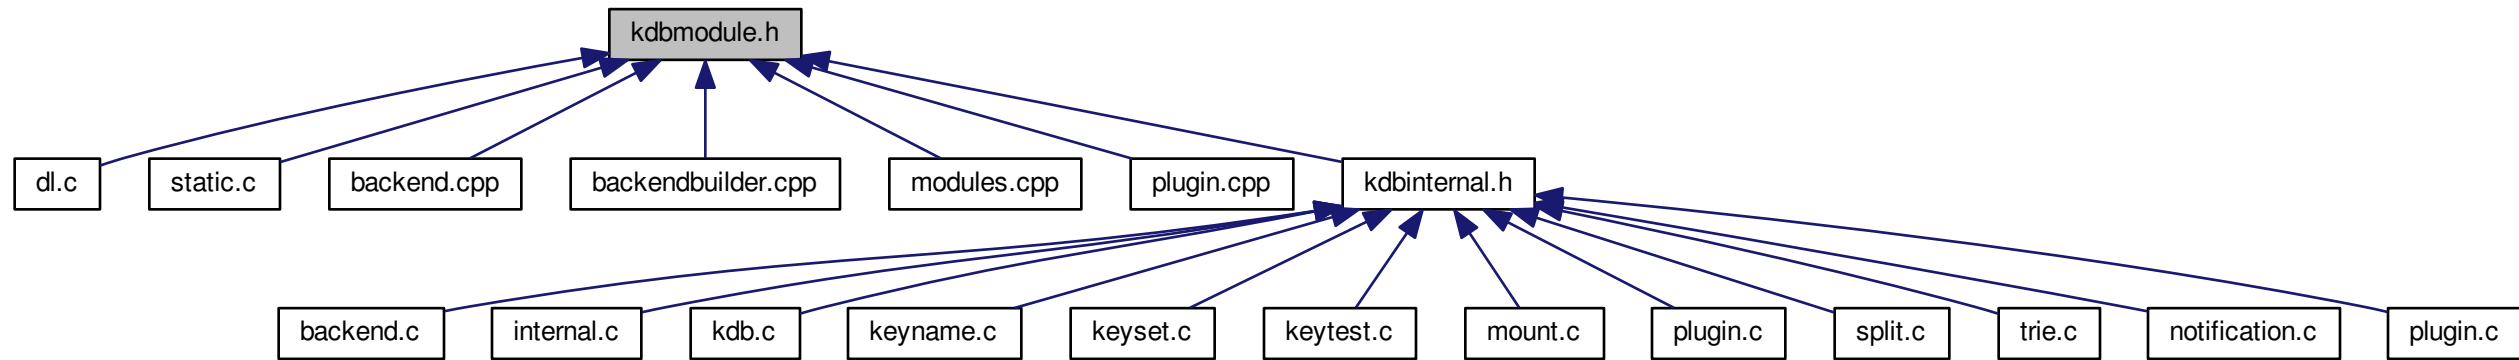 kdbmodule.h
dl.c
static.c
backend.cpp
backendbuilder.cpp
modules.cpp
plugin.cpp
kdbinternal.h
backend.c
internal.c
kdb.c
keyname.c
keyset.c
keytest.c
mount.c
plugin.c
split.c
trie.c
notification.c
plugin.c